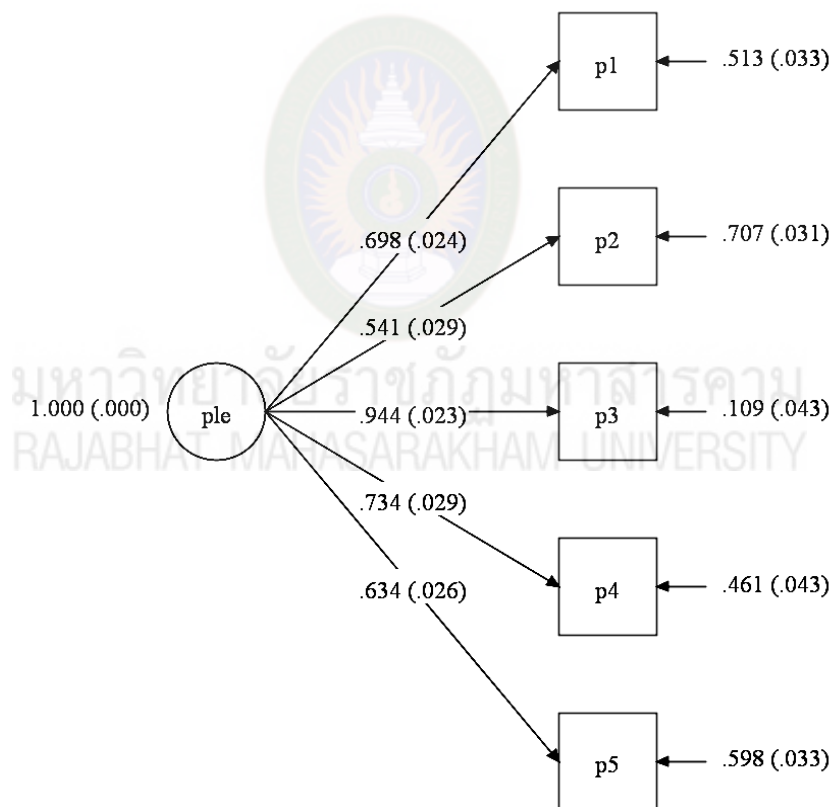 p1
.513 (.033)
.698 (.024)
p2
.707 (.031)
.541 (.029)
มหาวิทยาลัยราชภัฏมหาสารคาม
RAJABHAT MAHASARAKHAM UNIVERSITY
1.000 (.000)
ple
.944 (.023)
p3
.109 (.043)
.734 (.029)
p4
.461 (.043)
.634 (.026)
p5
.598 (.033)